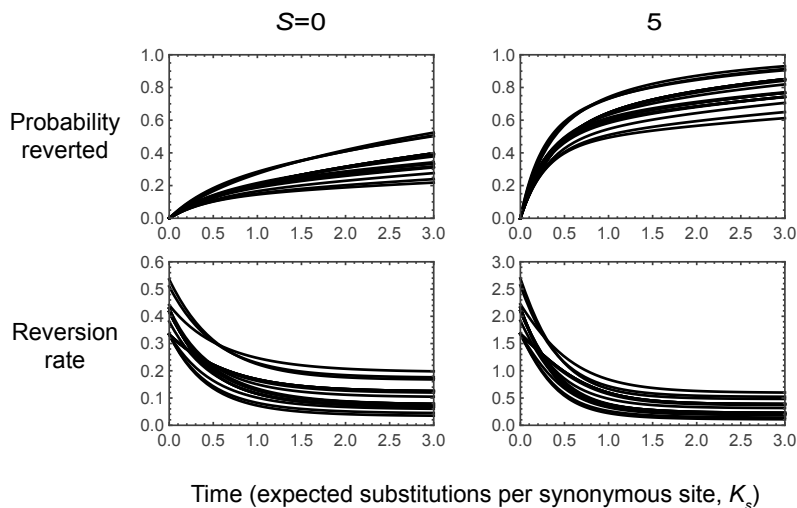 S=0
5
Probability
reverted
1.0
0.8
0.6
0.4
0.2
0.0
0.0 0.5 1.0 1.5 2.0 2.5 3.0
1.0
0.8
0.6
0.4
0.2
0.0
0.0 0.5 1.0 1.5 2.0 2.5 3.0
Reversion
rate
0.6
0.5
0.4
0.3
0.2
0.1
0.0
0.0 0.5 1.0 1.5 2.0 2.5 3.0
3.0
2.5
2.0
1.5
1.0
0.5
0.0
0.0 0.5 1.0 1.5 2.0 2.5 3.0
Time (expected substitutions per synonymous site, Ks)